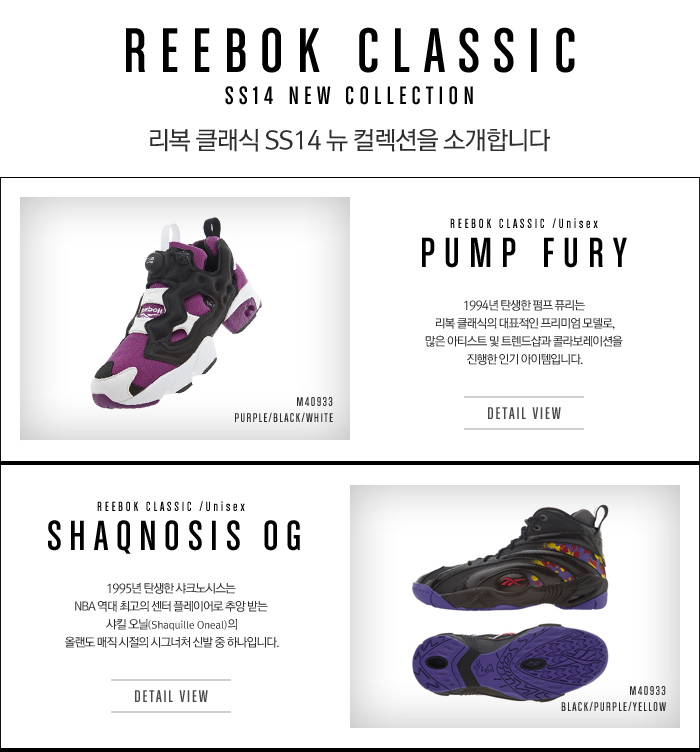 REEBOK CLASSIC
SS14 NEW COLLECTION
리복 클래식 SS14 뉴 컬렉션을 소개합니다
Reebok
M40933
PURPLE/BLACK/WHITE
REEBOK CLASSIC /Unisex
PUMP FURY
1994년 탄생한 펌프 퓨리는
리복 클래식의 대표적인 프리미엄 모델로,
많은 아티스트 및 트렌드샵과 콜라보레이션을
진행한 인기 아이템입니다.
DETAIL VIEW
REEBOK CLASSIC /Unisex
SHAQNOSIS OG
1995년 탄생한 샤크노시스는
NBA 역대 최고의 센터 플레이어로 추앙 받는
샤킬 오닐(Shaquille Oneal)의
올랜도 매직 시절의 시그너처 신발 중 하나입니다.
DETAIL VIEW
M40933
BLACK/PURPLE/YELLOW